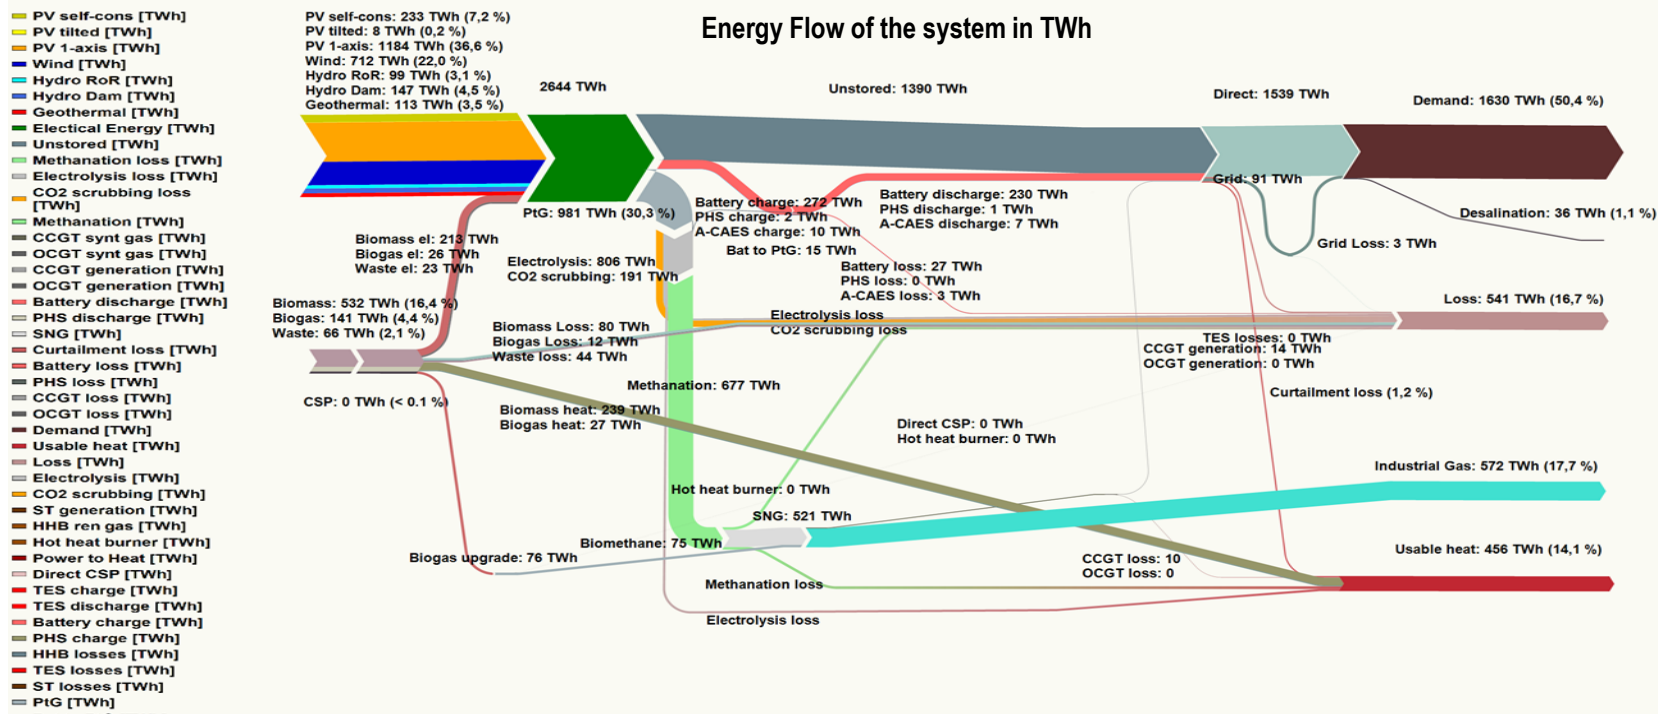 Energy Flow of the system in TWh
PV self-cons [TWh]
PV tilted [TWh]
PV 1-axis [TWh]
Wind [TWh]
Hydro RoR [TWh]
Hydro Dam [TWh]
Geothermal [TWh]
Electical Energy [TWh]
Unstored [TWh]
Methanation loss [TWh]
Electrolysis loss [TWh]
CO2 scrubbing loss
[TWh]
Methanation [TWh]
CCGT synt gas [TWh]
OCGT synt gas [TWh]
CCGT generation [TWh]
OCGT generation [TWh]
Battery discharge [TWh]
PHS discharge [TWh]
SNG [TWh]
Curtailment loss [TWh]
Battery loss [TWh]
PHS loss [TWh]
CCGT loss [TWh]
OCGT loss [TWh]
Demand [TWh]
Usable heat [TWh]
Loss [TWh]
Electrolysis [TWh]
CO2 scrubbing [TWh]
ST generation [TWh]
HHB ren gas [TWh]
Hot heat burner [TWh]
Power to Heat [TWh]
Direct CSP [TWh]
TES charge [TWh]
TES discharge [TWh]
Battery charge [TWh]
PHS charge [TWh]
HHB losses [TWh]
TES losses [TWh]
ST losses [TWh]
PtG [TWh]
PV self-cons: 233 TWh (7,2 %)
PV tilted: 8 TWh (0,2 %)
PV 1-axis: 1184 TWh (36,6 %)
Wind: 712 TWh (22,0 %)
Hydro RoR: 99 TWh (3,1 %)
Hydro Dam: 147 TWh (4,5 %)
Geothermal: 113 TWh (3,5 %)
2644 TWh
Unstored: 1390 TWh
Direct: 1539 TWh
Demand: 1630 TWh (50,4 %)
Grid: 91 TWh
PtG: 981 TWh (30,3 %)
Battery charge: 272 TWh
PHS charge: 2 TWh
A-CAES charge: 10 TWh
Bat to PtG: 15 TWh
Battery discharge: 230 TWh
PHS discharge: 1 TWh
A-CAES discharge: 7 TWh
Desalination: 36 TWh (1,1 %)
Grid Loss: 3 TWh
Biomass el: 213 TWh
Biogas el: 26 TWh
Waste el: 23 TWh
Electrolysis: 806 TWh
CO2 scrubbing: 191 TWh
Battery loss: 27 TWh
PHS loss: 0 TWh
A-CAES loss: 3 TWh
Loss: 541 TWh (16,7 %)
Biomass: 532 TWh (16,4 %)
Biogas: 141 TWh (4,4 %)
Waste: 66 TWh (2,1 %)
Biomass Loss: 80 TWh
Biogas Loss: 12 TWh
Waste loss: 44 TWh
Electrolysis loss
CO2 scrubbing loss
TES losses: 0 TWh
CCGT generation: 14 TWh
OCGT generation: 0 TWh
Curtailment loss (1,2 %)
Methanation: 677 TWh
CSP: 0 TWh (< 0.1 %)
Biomass heat: 239 TWh
Biogas heat: 27 TWh
Direct CSP: 0 TWh
Hot heat burner: 0 TWh
Industrial Gas: 572 TWh (17,7 %)
Hot heat burner: 0 TWh
SNG: 521 TWh
Biomethane: 75 TWh
Biogas upgrade: 76 TWh
Usable heat: 456 TWh (14,1 %)
CCGT loss: 10
OCGT loss: 0
Methanation loss
Electrolysis loss